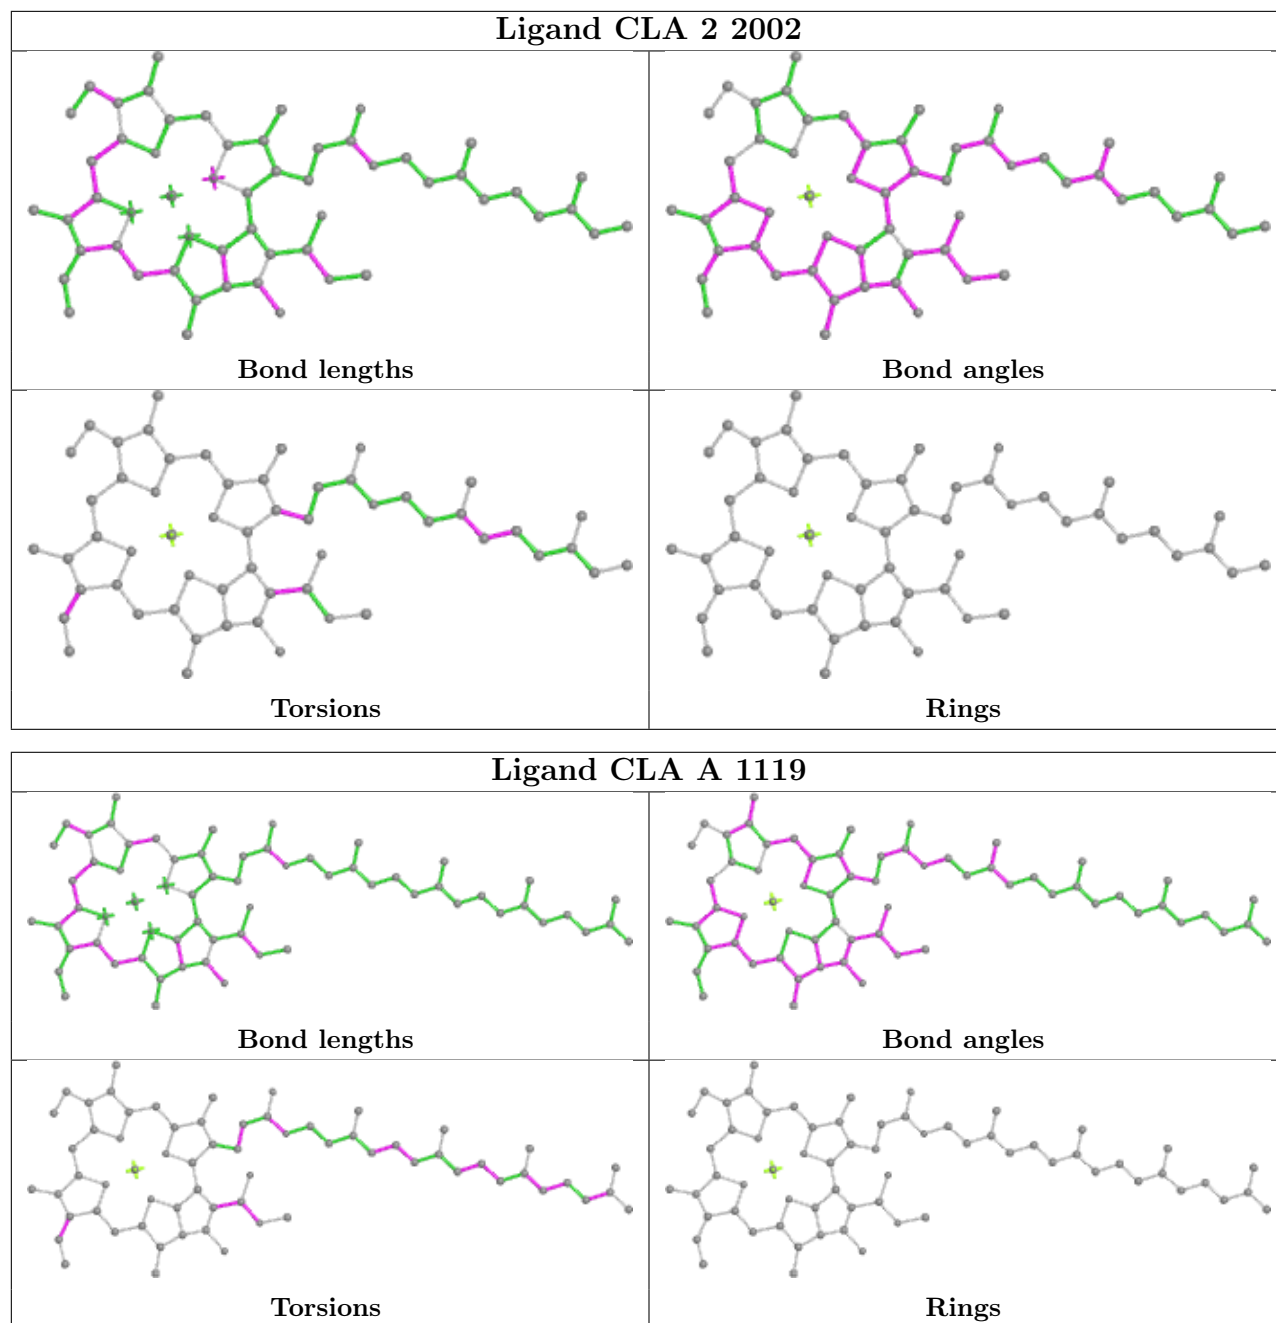 Ligand CLA 2 2002
Bond lengths
Bond angles
Torsions
Rings
Ligand CLA A 1119
Bond lengths
Bond angles
Torsions
Rings